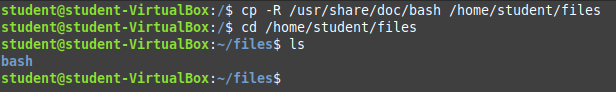 student@student-VirtualBox:/$ cp -R /usr/share/doc/bash /home/student/files
student@student-VirtualBox:/$ cd /home/student/files
student@student-VirtualBox:~/files$ ls
bash
student@student-VirtualBox:~/files$